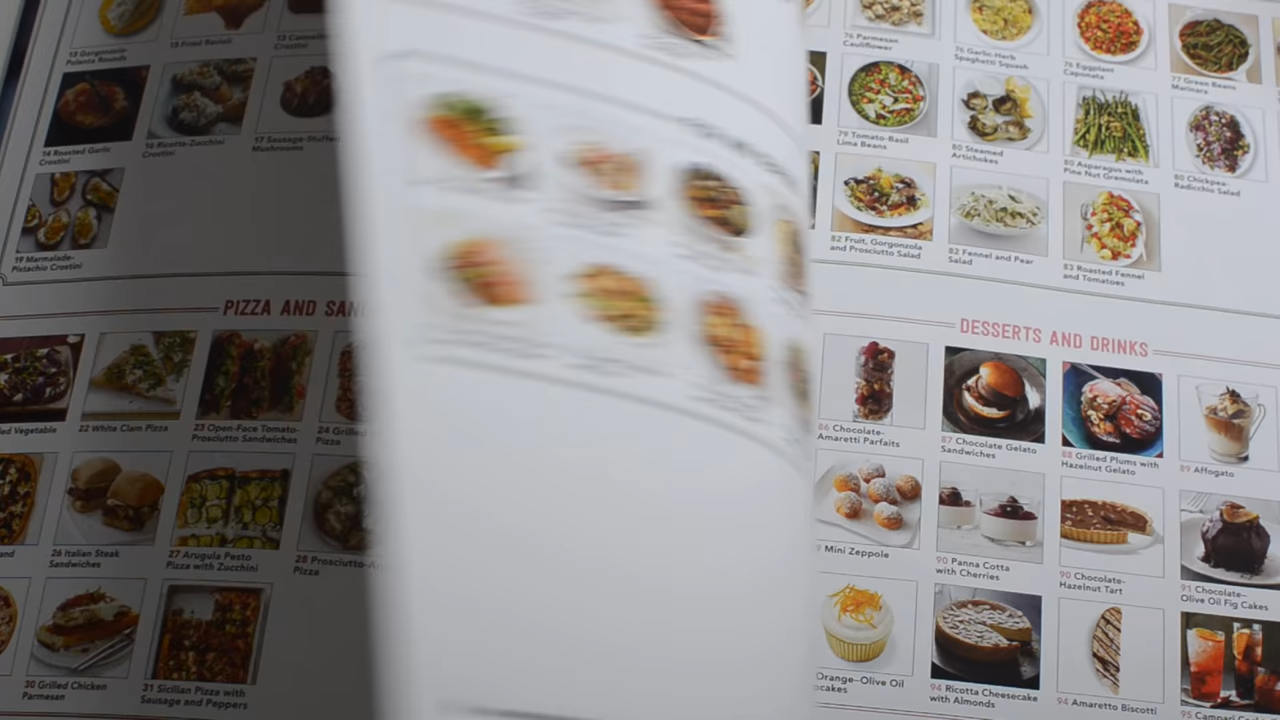 13 Gorgonzola-
Polenta Rounds
13 Fried Ravioli
Crostini
14 Roasted Garlic
Crostini
16 Ricotta-Zucchini
Crostini
17 Sausage-Stuffed
Mushrooms
19 Marmalade-
Pistachio Crostini
PIZZA AND SAN
Vegetable
22 White Clam Pizza
23 Open-Face Tomato-
Prosciutto Sandwiches
24 Grilled
Pizza
and
26 Italian Steak
Sandwiches
27 Arugula Pesto
Pizza with Zucchini
28 Prosciutto-
Pizza
30 Grilled Chicken
Parmesan
31 Sicilian Pizza with
Sausage and Peppers
76 Parmesan
Cauliflower
76 Garlic-Herb
Spaghetti Squash
76 Eggplant
Caponata
77 Green Beans
Marinara
79 Tomato-Basil
Lima Beans
80 Steamed
Artichokes
80 Asparagus with
Pine Nut Gremolata
80 Chickpea-
Radicchio Salad
82 Fruit, Gorgonzola
and Prosciutto Salad
82 Fennel and Pear
Salad
83 Roasted Fennel
and Tomatoes
DESSERTS AND DRINKS
86 Chocolate-
Amaretti Parfaits
87 Chocolate Gelato
Sandwiches
88 Grilled Plums with
Hazelnut Gelato
89 Affogato
9 Mini Zeppole
90 Panna Cotta
with Cherries
90 Chocolate-
Hazelnut Tart
91 Chocolate–
Olive Oil Fig Cakes
Orange–Olive Oil
pcakes
94 Ricotta Cheesecake
with Almonds
94 Amaretto Biscotti
95 Campari